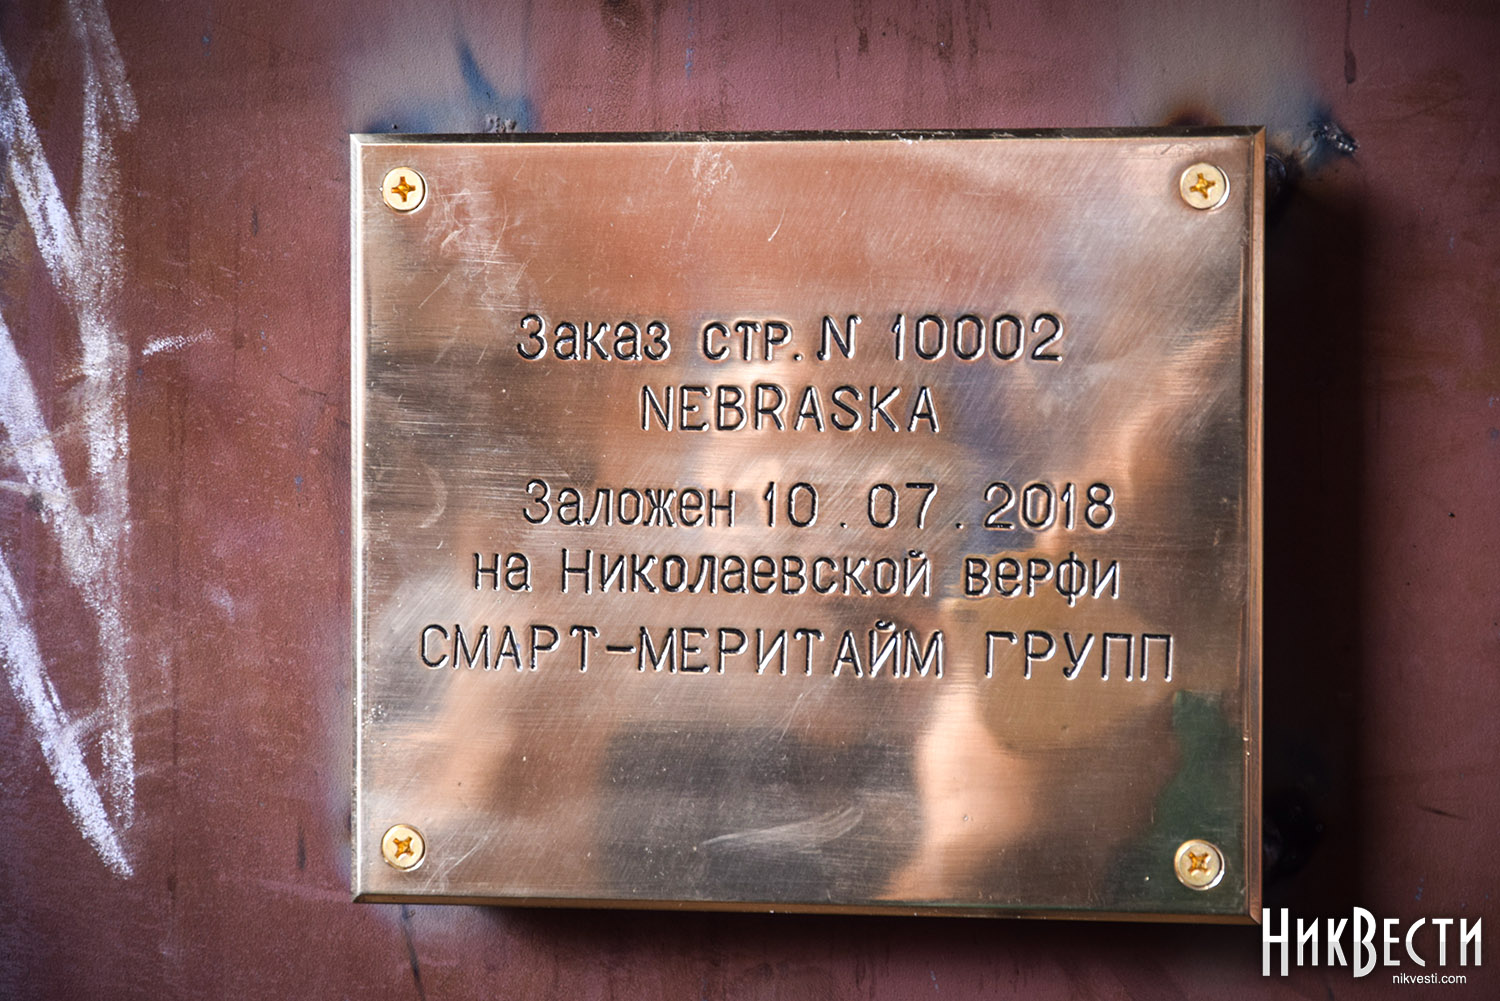 Заказ стр. N 10002
NEBRASKA
Заложен 10.07.2018
на Николаевской верфи
СМАРТ-МЕРИТАЙМ ГРУПП
НикВести
nikvesti.com